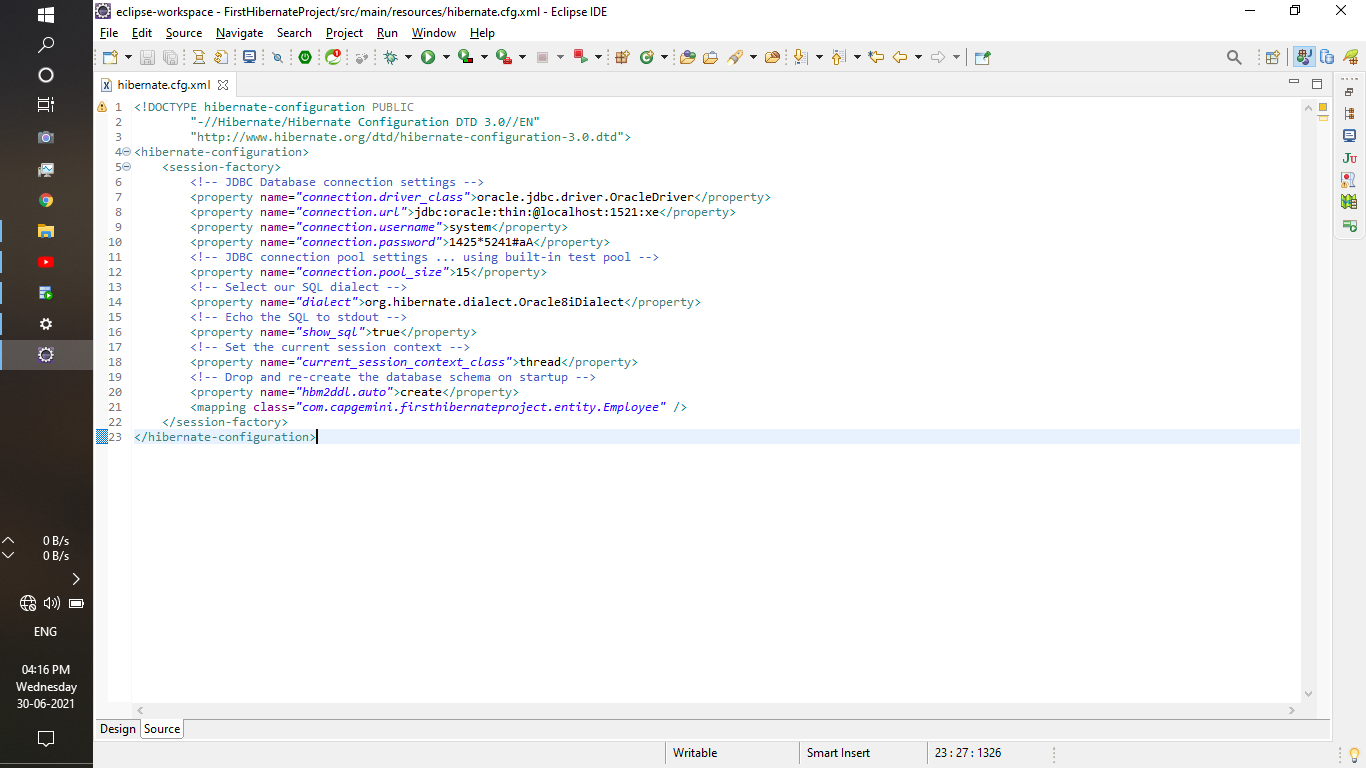 eclipse-workspace - FirstHibernateProject/src/main/resources/hibernate.cfg.xml - Eclipse IDE
File Edit Source Navigate Search Project Run Window Help
hibernate.cfg.xml
1 <!DOCTYPE hibernate-configuration PUBLIC
2 "-//Hibernate/Hibernate Configuration DTD 3.0//EN"
3 "http://www.hibernate.org/dtd/hibernate-configuration-3.0.dtd">
4 <hibernate-configuration>
5 <session-factory>
6 <!-- JDBC Database connection settings -->
7 <property name="connection.driver_class">oracle.jdbc.driver.OracleDriver</property>
8 <property name="connection.url">jdbc:oracle:thin:@localhost:1521:xe</property>
9 <property name="connection.username">system</property>
10 <property name="connection.password">1425*5241#aA</property>
11 <!-- JDBC connection pool settings ... using built-in test pool -->
12 <property name="connection.pool_size">15</property>
13 <!-- Select our SQL dialect -->
14 <property name="dialect">org.hibernate.dialect.Oracle8iDialect</property>
15 <!-- Echo the SQL to stdout -->
16 <property name="show_sql">true</property>
17 <!-- Set the current session context -->
18 <property name="current_session_context_class">thread</property>
19 <!-- Drop and re-create the database schema on startup -->
20 <property name="hbm2ddl.auto">create</property>
21 <mapping class="com.capgemini.firsthibernateproject.entity.Employee" />
22 </session-factory>
23 </hibernate-configuration>
Design Source
Writable Smart Insert 23 : 27 : 1326
0 B/s
0 B/s
ENG
04:16 PM
Wednesday
30-06-2021